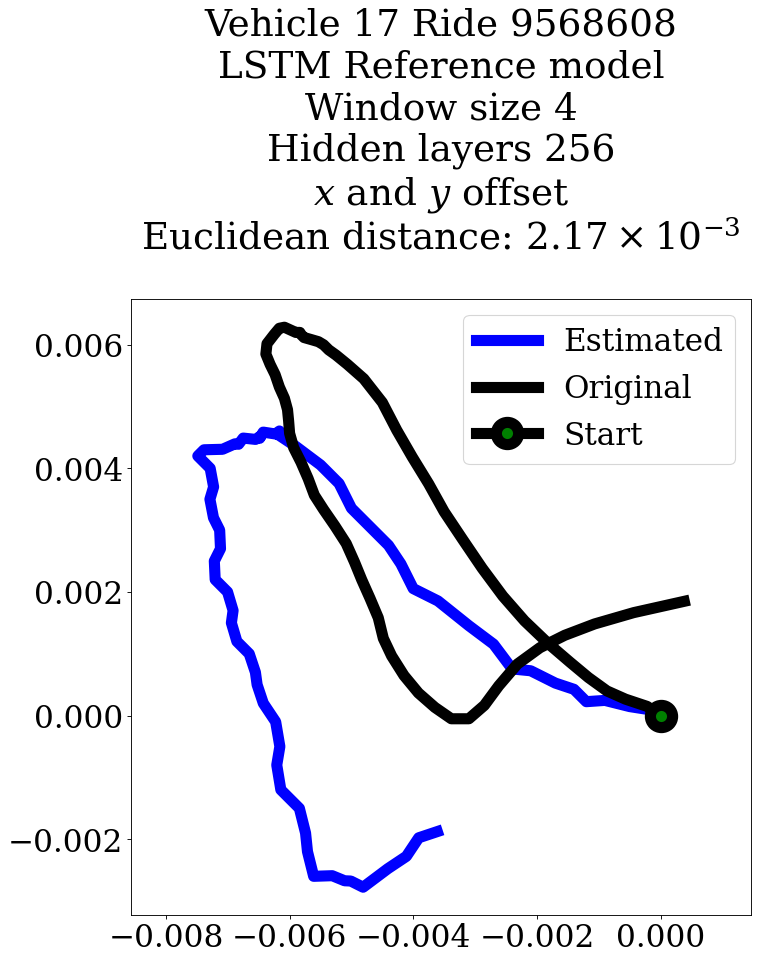 Vehicle 17 Ride 9568608
LSTM Reference model
Window size 4
Hidden layers 256
x and y offset
Euclidean distance: 2.17 × 10⁻³
Estimated
Original
Start
0.006
0.004
0.002
0.000
−0.002
−0.008 −0.006 −0.004 −0.002 0.000